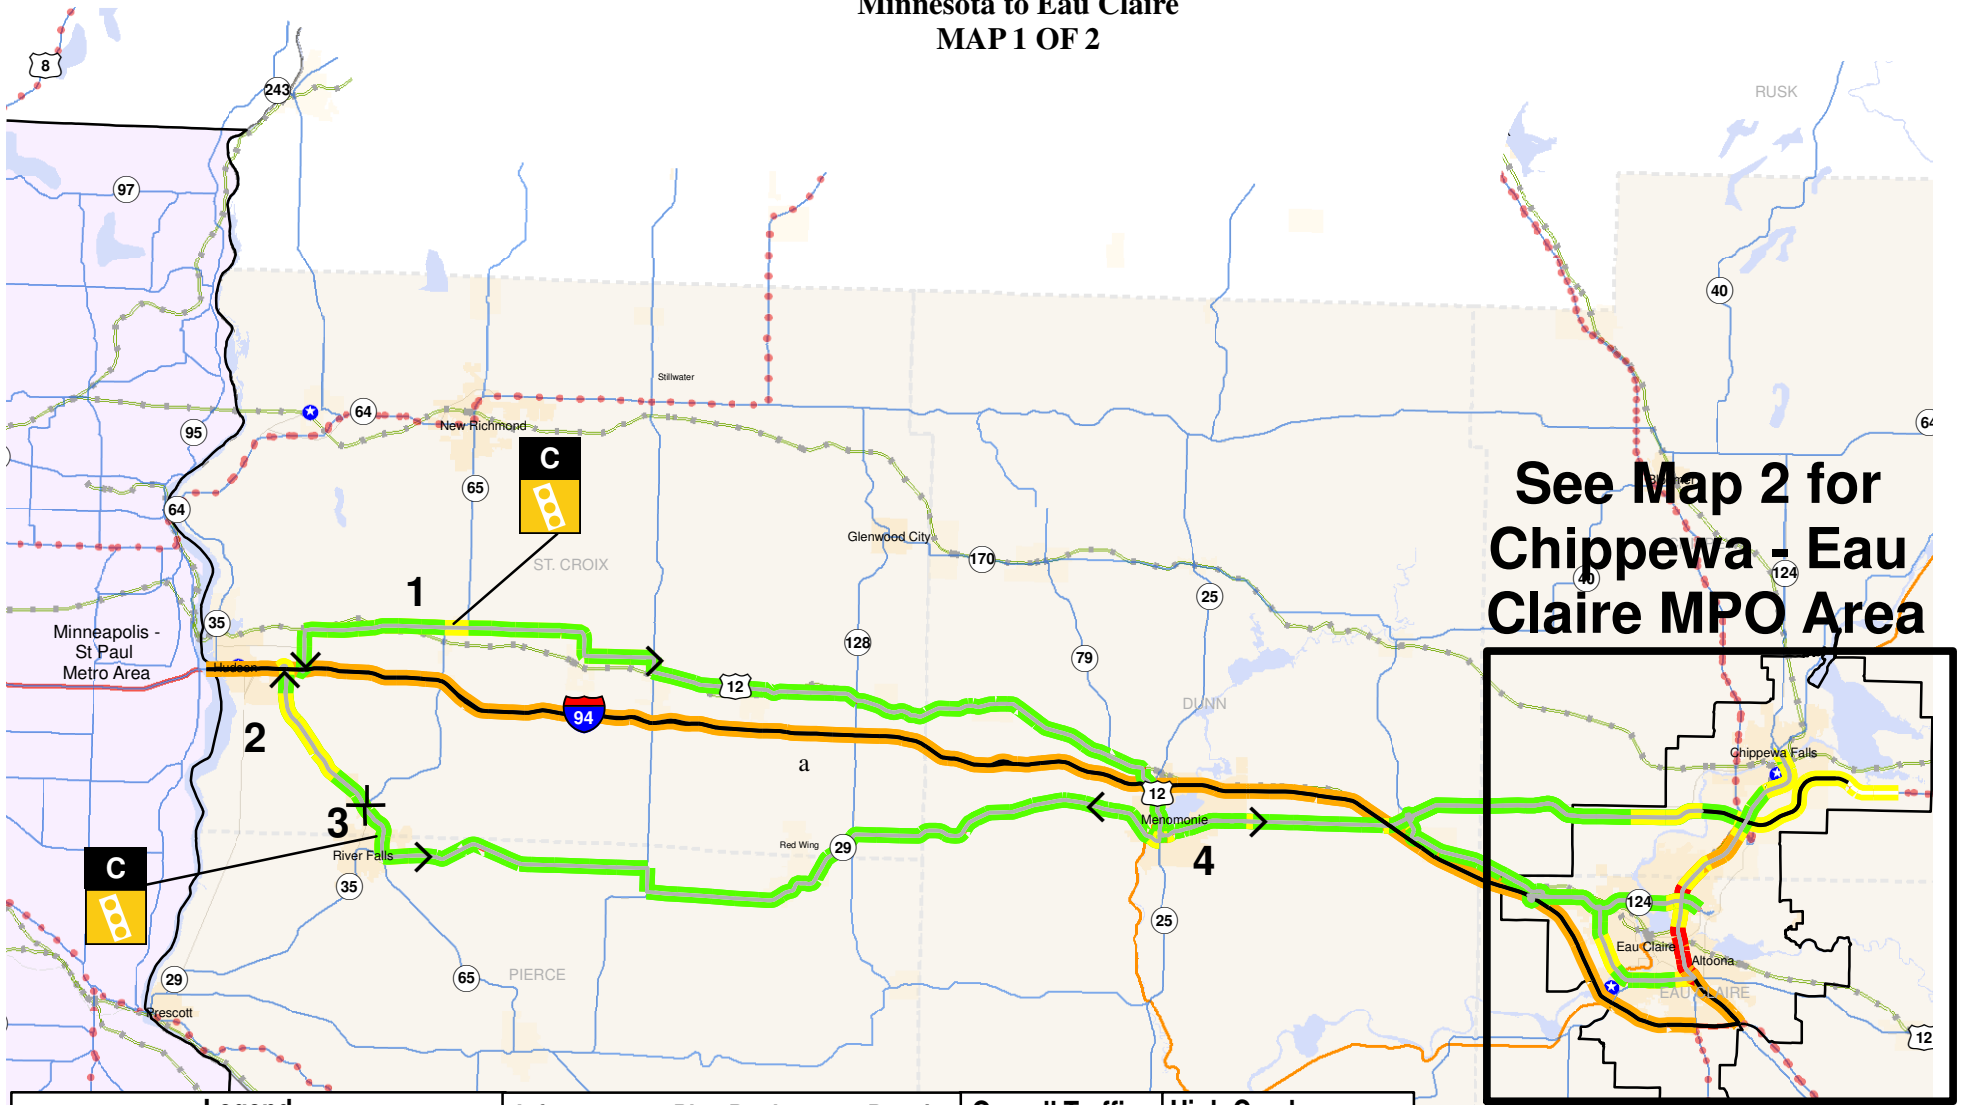 Minnesota to Eau Claire
MAP 1 OF 2
8
243
RUSK
97
40
Stillwater
64
New Richmond
95
64
C
65
64
See Map 2 for
Chippewa - Eau
Claire MPO Area
Glenwood City
170
ST. CROIX
40
124
1
25
35
Minneapolis -
St Paul
Metro Area
128
79
Hudson
12
DUNN
94
2
a
Chippewa Falls
12
3
Menomonie
River Falls
Red Wing
29
4
C
35
124
25
Eau Claire
Altoona
29
65
PIERCE
EAU CLAIRE
Prescott
12
Legend